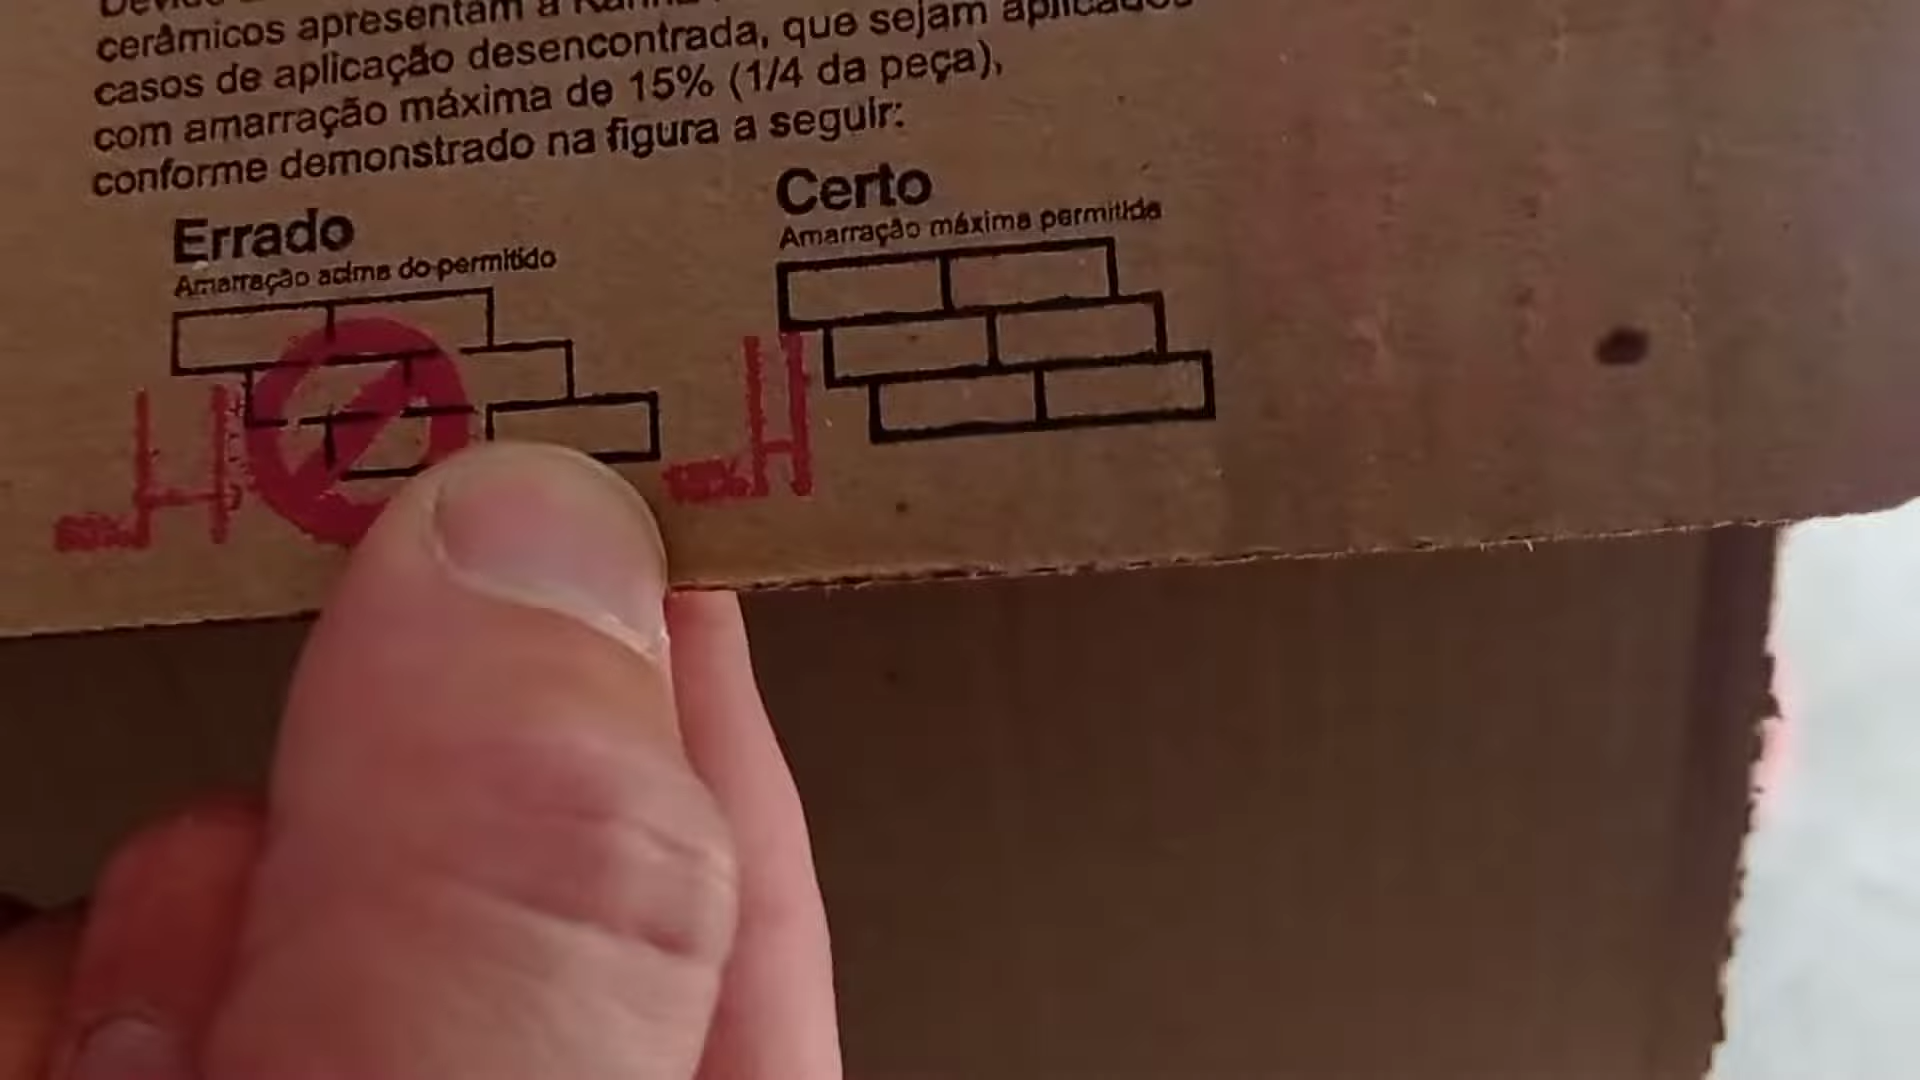 cerâmicos apresentam a
casos de aplicação desencontrada, que sejam aplicados
com amarração máxima de 15% (1/4 da peça),
conforme demonstrado na figura a seguir:
Errado
Amarração acima do permitido
Certo
Amarração máxima permitida